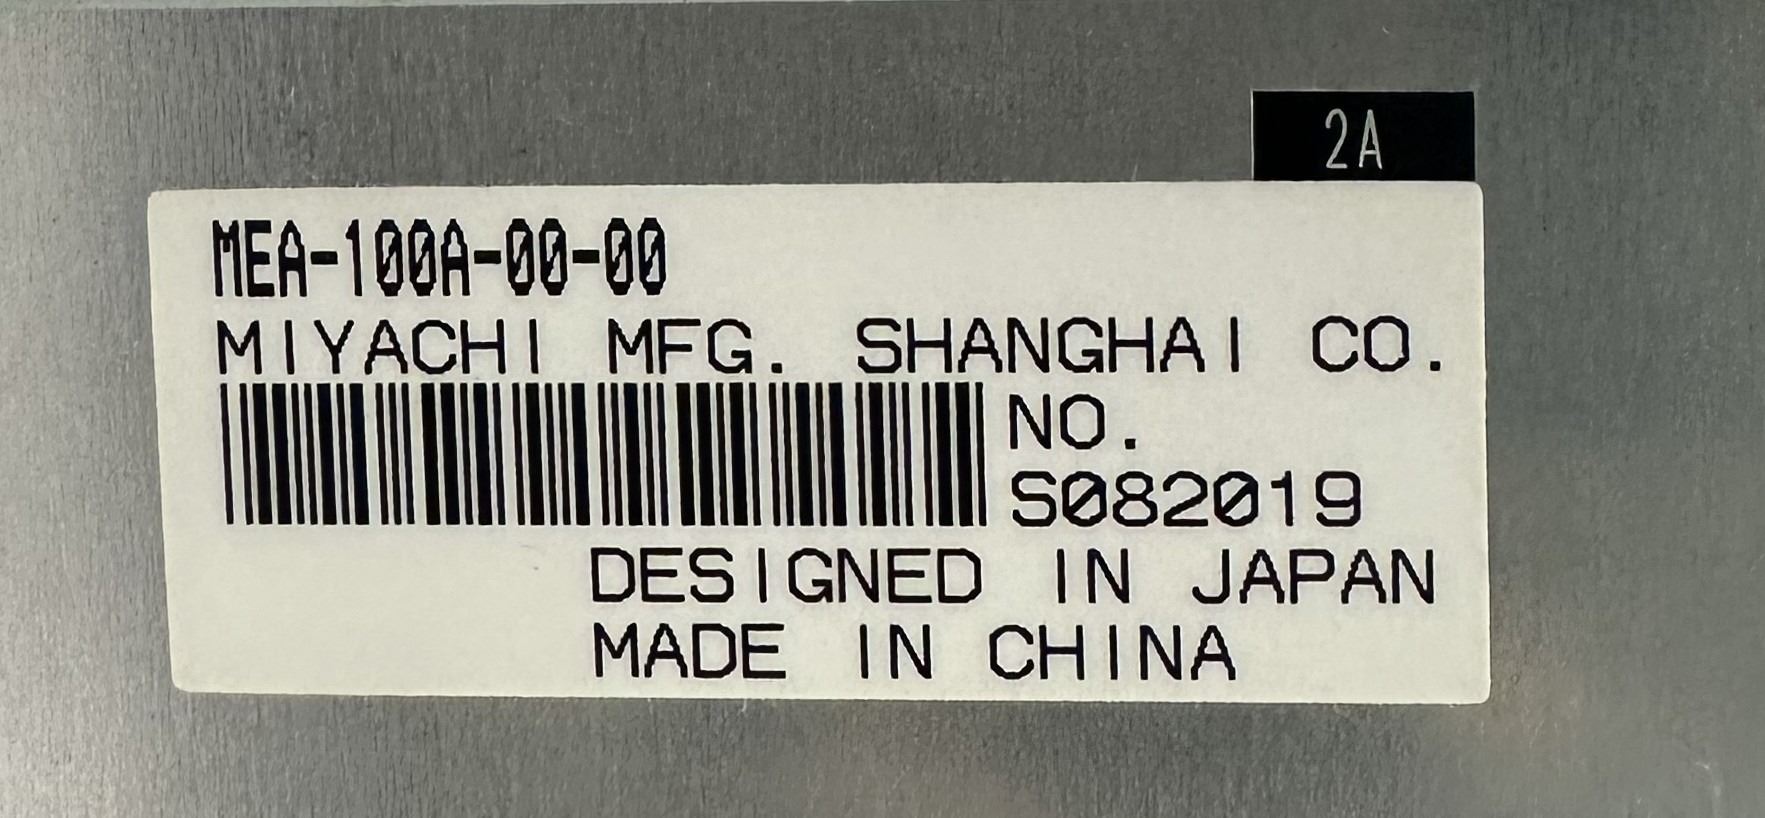 2A
MEA-100A-00-00
MIYACHI MFG. SHANGHAI CO.
NO.
S082019
DESIGNED IN JAPAN
MADE IN CHINA